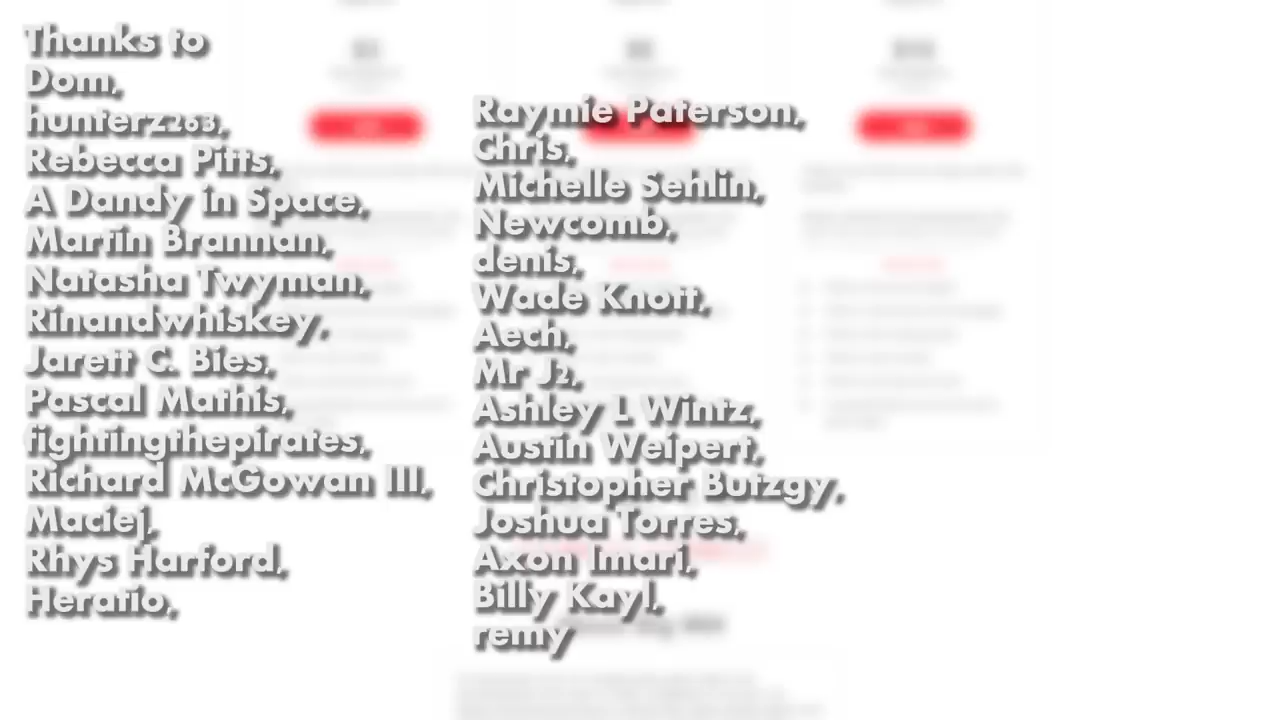 Thanks to
Dom,
hunterz263,
Rebecca Pitts,
A Dandy in Space,
Martin Brannan,
Natasha Twyman,
Rinandwhiskey,
Jarett C. Bies,
Pascal Mathis,
fightingthepirates,
Richard McGowan III,
Maciej,
Rhys Harford,
Heratio,
Raymie Paterson,
Chris,
Michelle Sehlin,
Newcomb,
denis,
Wade Knott,
Aech,
Mr J2,
Ashley L Wintz,
Austin Weipert,
Christopher Butzgy,
Joshua Torres,
Axon Imari,
Billy Kayl,
remy